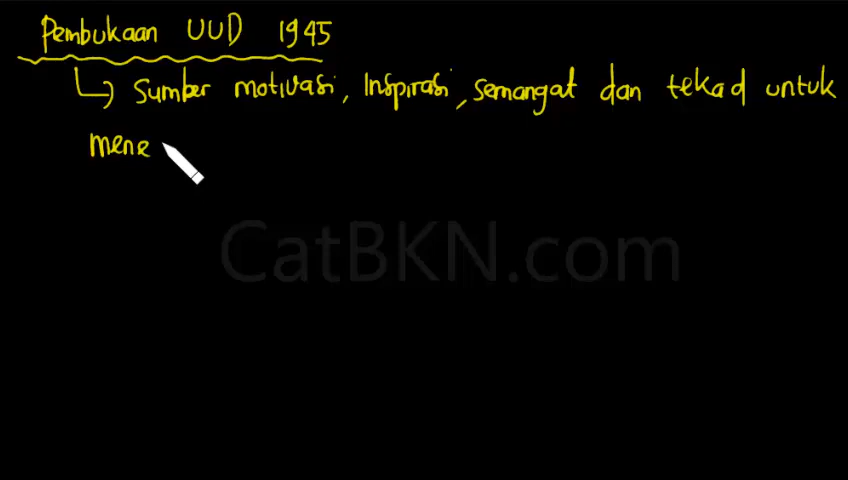 Pembukaan UUD 1945
Sumber motivasi, Inspirasi, semangat dan tekad untuk
mene
CatBKN.com